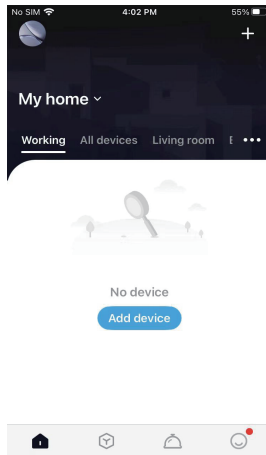 No SIM 4:02 PM 55%
My home
Working All devices Living room
No device
Add device